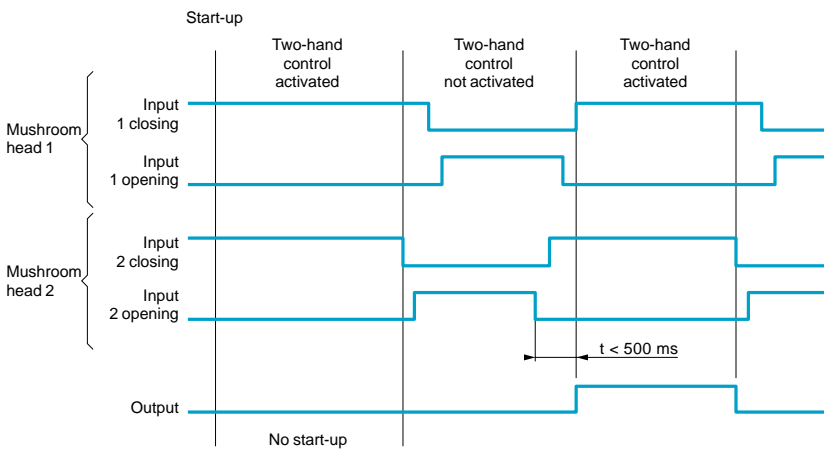 Start-up
Two-hand
control
activated
Two-hand
control
not activated
Two-hand
control
activated
Mushroom
head 1
Input
1 closing
Input
1 opening
Mushroom
head 2
Input
2 closing
Input
2 opening
t < 500 ms
Output
No start-up